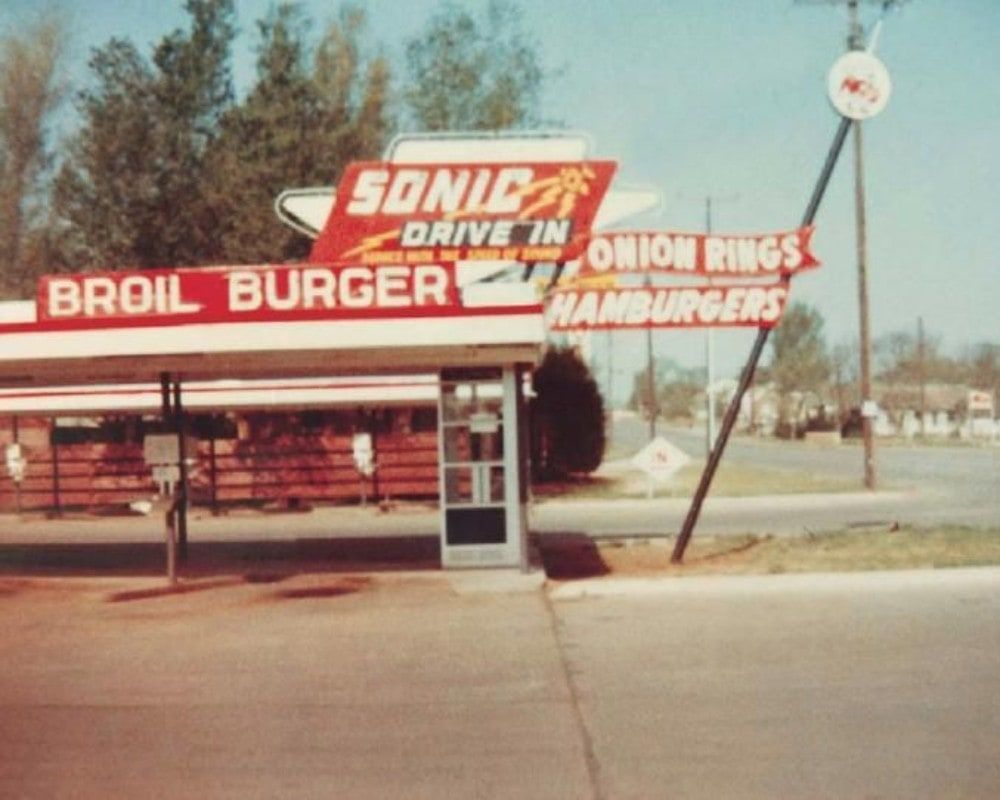 SONIC
DRIVE IN
SERVICE WITH THE SPEED OF SOUND
BROIL BURGER
ONION RINGS
HAMBURGERS